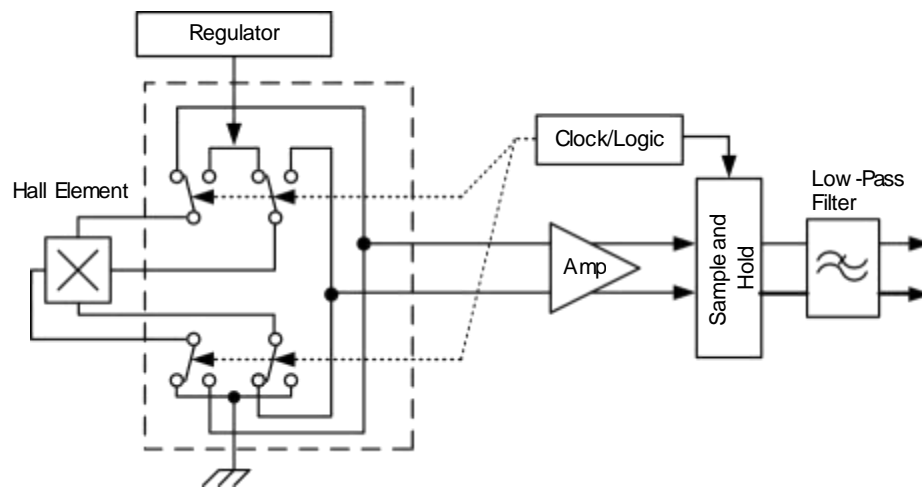 Regulator
Clock/Logic
Hall Element
Low -Pass
Filter
Amp
Sample and
Hold